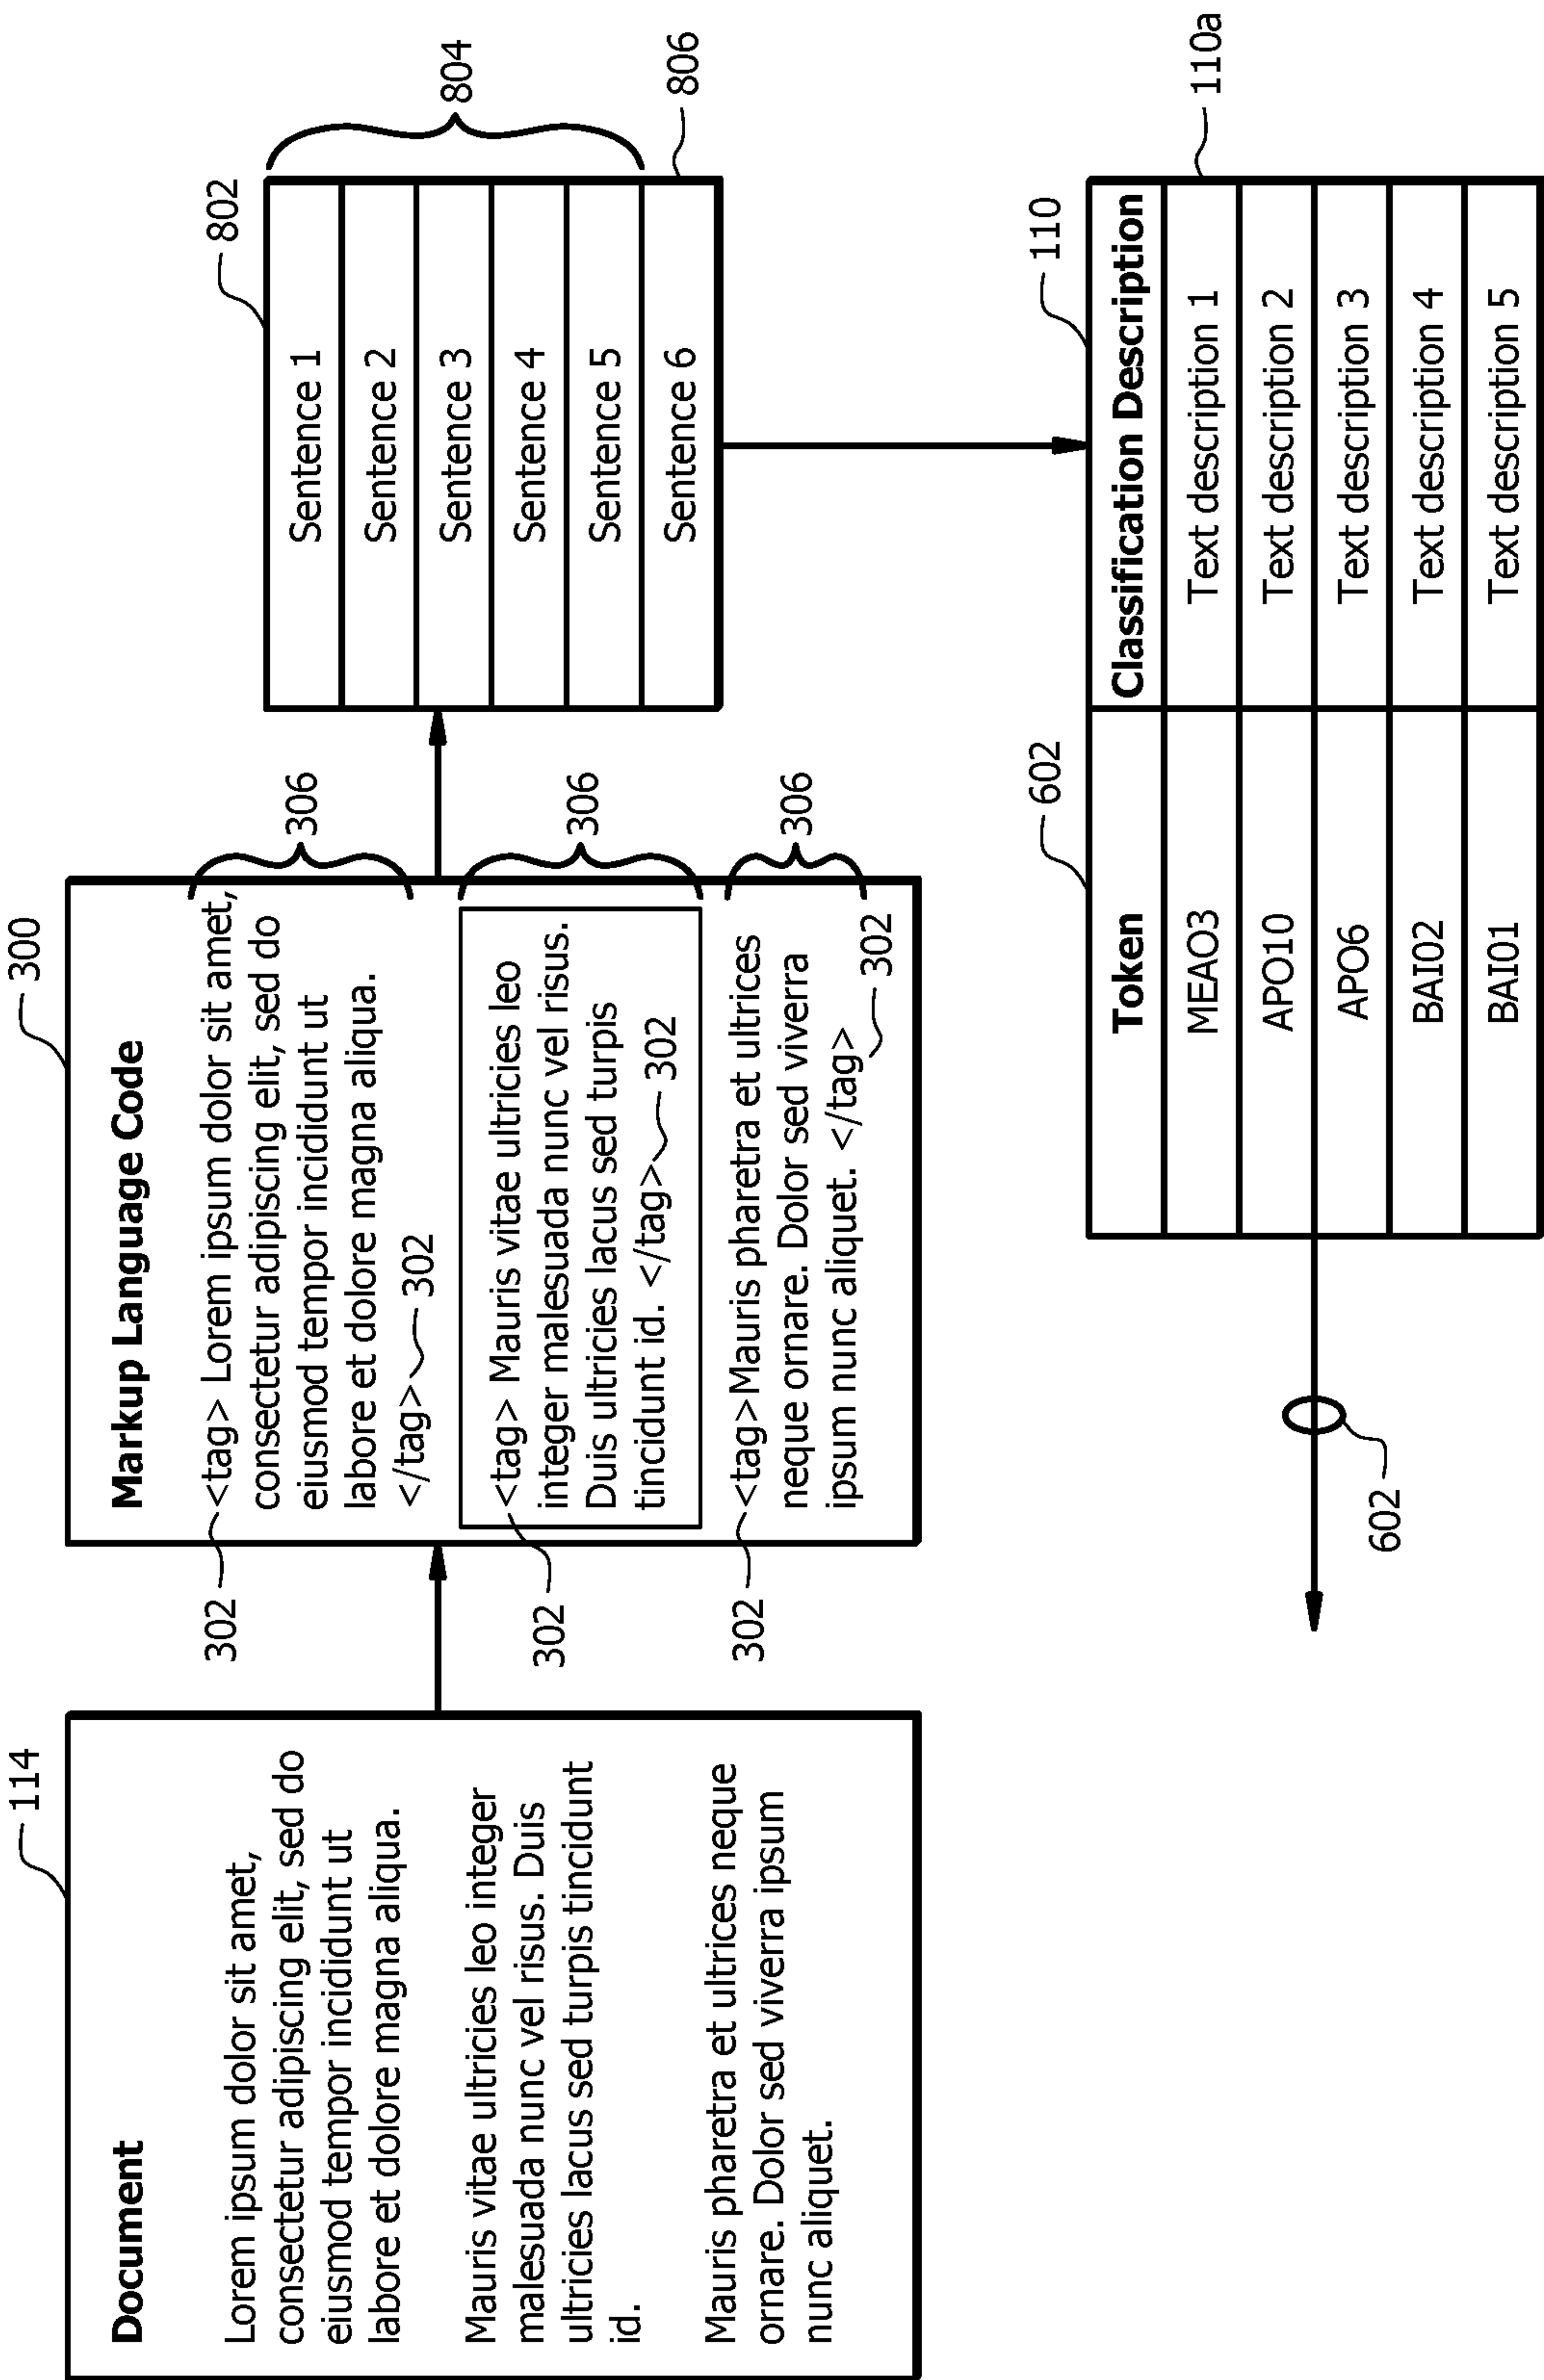 114
Document
Lorem ipsum dolor sit amet,
consectetur adipiscing elit, sed do
eiusmod tempor incididunt ut
labore et dolore magna aliqua.
Mauris vitae ultricies leo integer
malesuada nunc vel risus. Duis
ultricies lacus sed turpis tincidunt
id.
Mauris pharetra et ultrices neque
ornare. Dolor sed viverra ipsum
nunc aliquet.
300
Markup Language Code
302
<tag> Lorem ipsum dolor sit amet,
consectetur adipiscing elit, sed do
eiusmod tempor incididunt ut
labore et dolore magna aliqua.
</tag> 302
306
302
<tag> Mauris vitae ultricies leo
integer malesuada nunc vel risus.
Duis ultricies lacus sed turpis
tincidunt id. </tag> 302
306
302
<tag>Mauris pharetra et ultrices
neque ornare. Dolor sed viverra
ipsum nunc aliquet. </tag>
302
306
802
Sentence 1
Sentence 2
Sentence 3
Sentence 4
Sentence 5
Sentence 6
804
806
602
110
Token Classification Description
MEAO3 Text description 1
APO10 Text description 2
APO6 Text description 3
BAI02 Text description 4
BAI01 Text description 5
110a
602